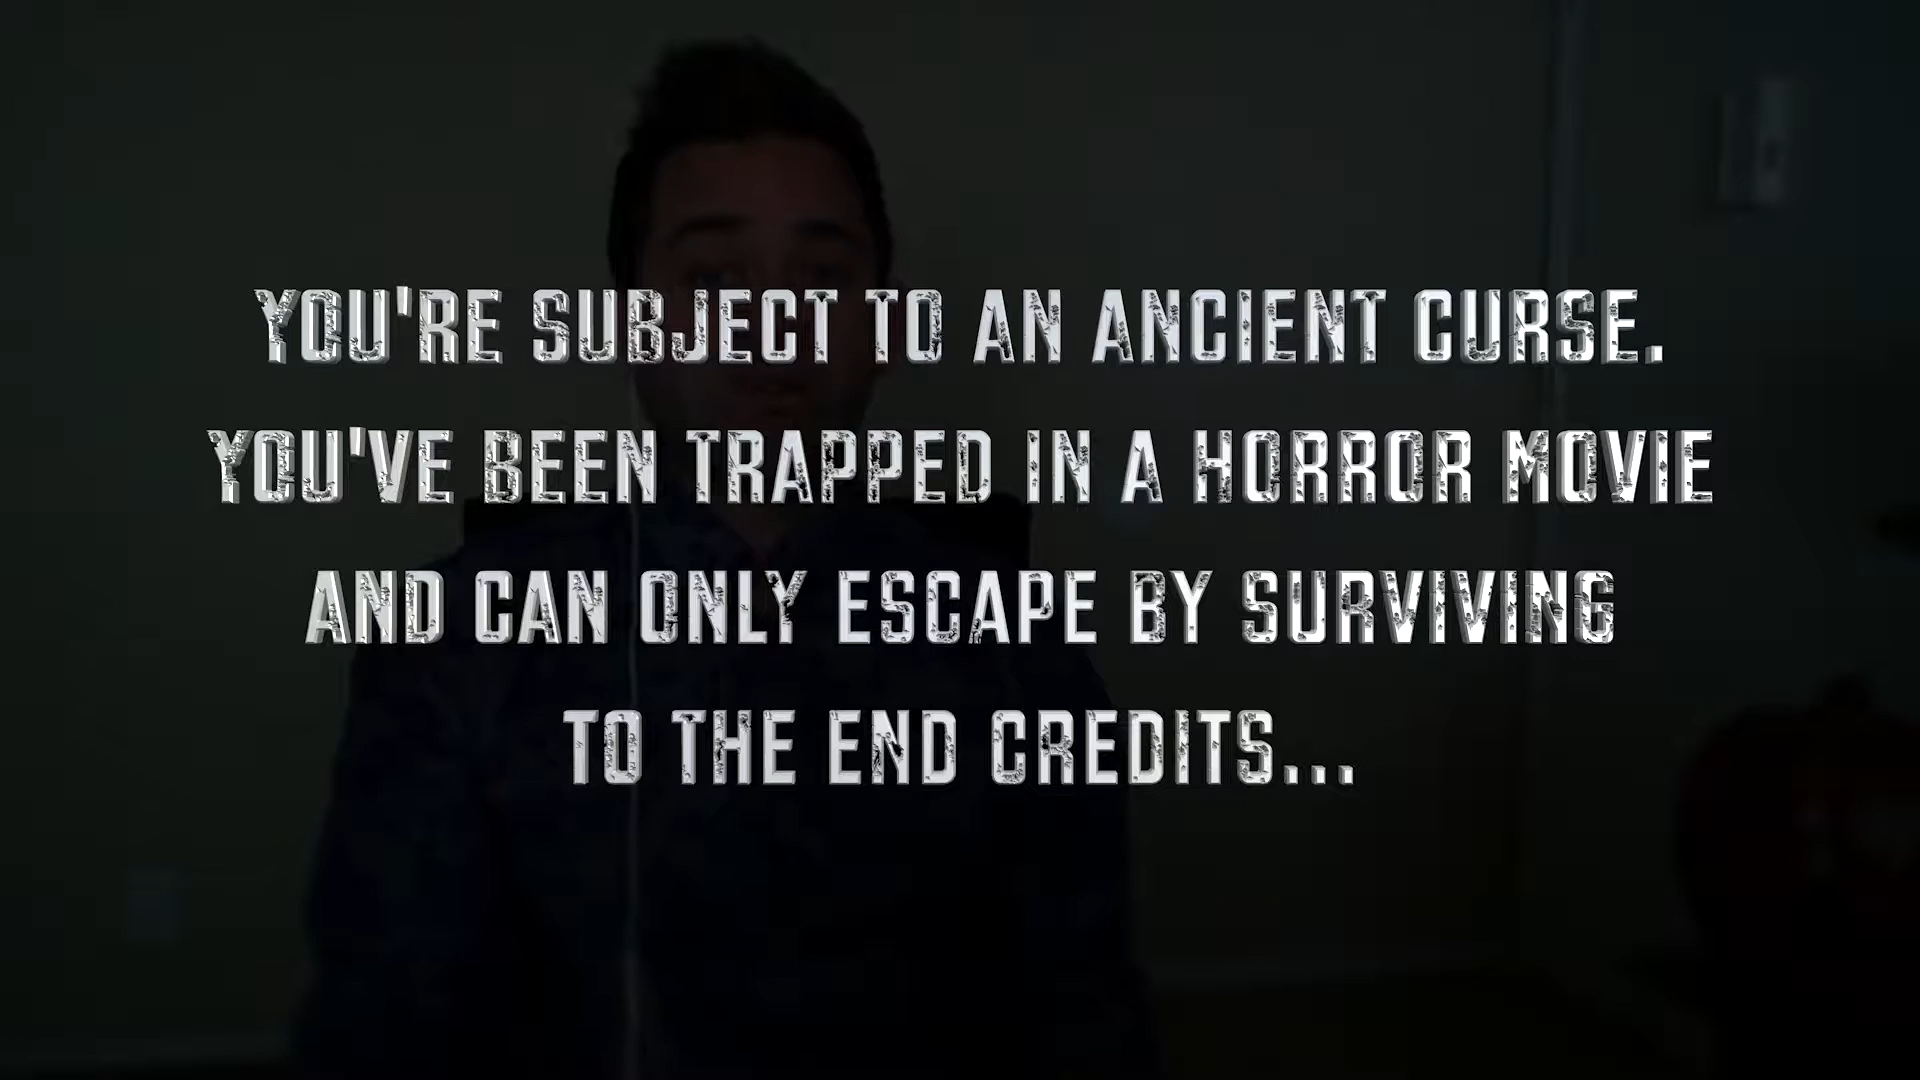 YOU'RE SUBJECT TO AN ANCIENT CURSE.
YOU'VE BEEN TRAPPED IN A HORROR MOVIE
AND CAN ONLY ESCAPE BY SURVIVING
TO THE END CREDITS...